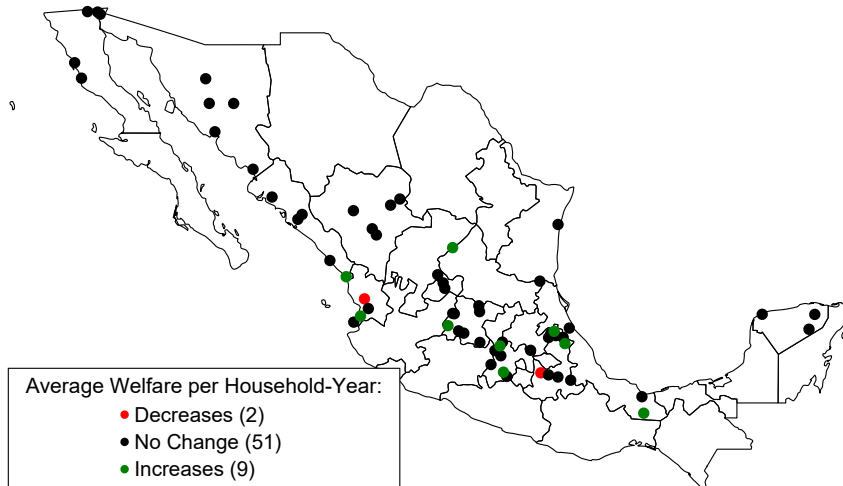 Average Welfare per Household-Year:
Decreases (2)
No Change (51)
Increases (9)